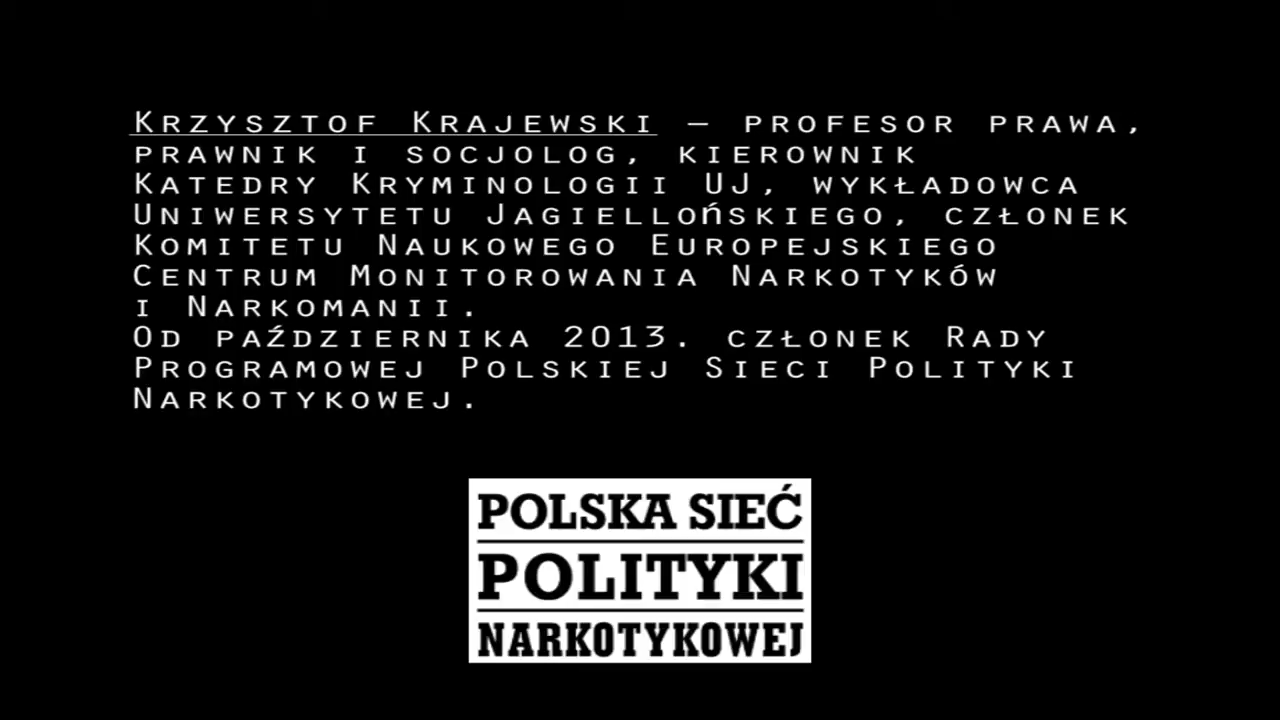 Krzysztof Krajewski – profesor prawa,
prawnik i socjolog, kierownik
Katedry Kryminologii UJ, wykładowca
Uniwersytetu Jagiellońskiego, członek
Komitetu Naukowego Europejskiego
Centrum Monitorowania Narkotyków
i Narkomanii.
Od października 2013. członek Rady
Programowej Polskiej Sieci Polityki
Narkotykowej.
POLSKA SIEĆ
POLITYKI
NARKOTYKOWEJ